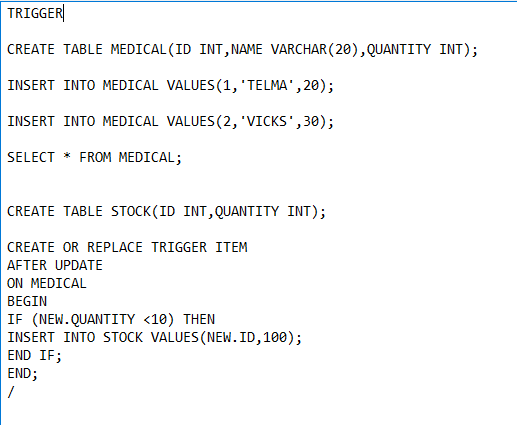 TRIGGER
CREATE TABLE MEDICAL(ID INT,NAME VARCHAR(20),QUANTITY INT);
INSERT INTO MEDICAL VALUES(1,'TELMA',20);
INSERT INTO MEDICAL VALUES(2,'VICKS',30);
SELECT * FROM MEDICAL;
CREATE TABLE STOCK(ID INT,QUANTITY INT);
CREATE OR REPLACE TRIGGER ITEM
AFTER UPDATE
ON MEDICAL
BEGIN
IF (NEW.QUANTITY <10) THEN
INSERT INTO STOCK VALUES(NEW.ID,100);
END IF;
END;
/